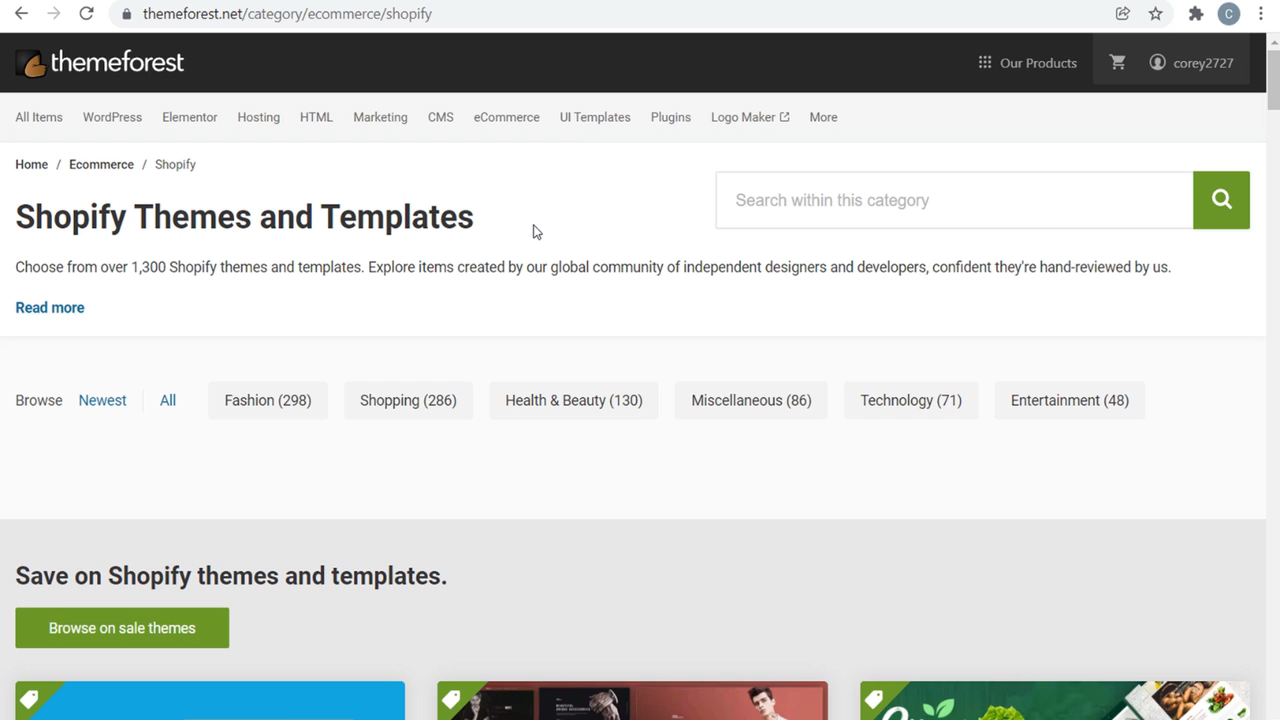 themeforest.net/category/ecommerce/shopify
C
themeforest
Our Products
corey2727
All Items WordPress Elementor Hosting HTML Marketing CMS eCommerce UI Templates Plugins Logo Maker More
Home / Ecommerce / Shopify
Shopify Themes and Templates
Search within this category
Choose from over 1,300 Shopify themes and templates. Explore items created by our global community of independent designers and developers, confident they're hand-reviewed by us.
Read more
Browse Newest All Fashion (298) Shopping (286) Health & Beauty (130) Miscellaneous (86) Technology (71) Entertainment (48)
Save on Shopify themes and templates.
Browse on sale themes